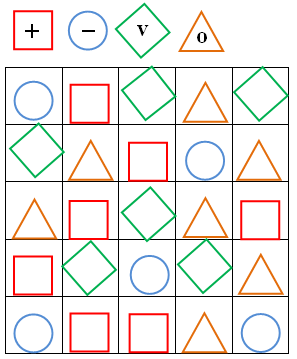 + − v o